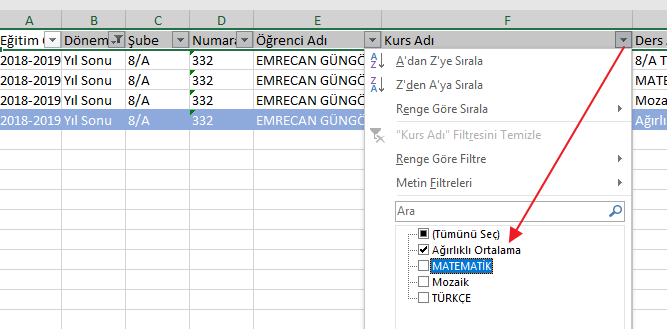 A B C D E F
Eğitim Dönem Şube Numara Öğrenci Adı Kurs Adı Ders
2018-2019 Yıl Sonu 8/A 332 EMRECAN GÜNGÖ 8/A T
2018-2019 Yıl Sonu 8/A 332 EMRECAN GÜNGÖ MATE
2018-2019 Yıl Sonu 8/A 332 EMRECAN GÜNGÖ Moza
2018-2019 Yıl Sonu 8/A 332 EMRECAN GÜNGÖ Ağırlı
A'dan Z'ye Sırala
Z'den A'ya Sırala
Renge Göre Sırala
"Kurs Adı" Filtresini Temizle
Renge Göre Filtre
Metin Filtreleri
Ara
(Tümünü Seç)
Ağırlıklı Ortalama
MATEMATİK
Mozaik
TÜRKÇE